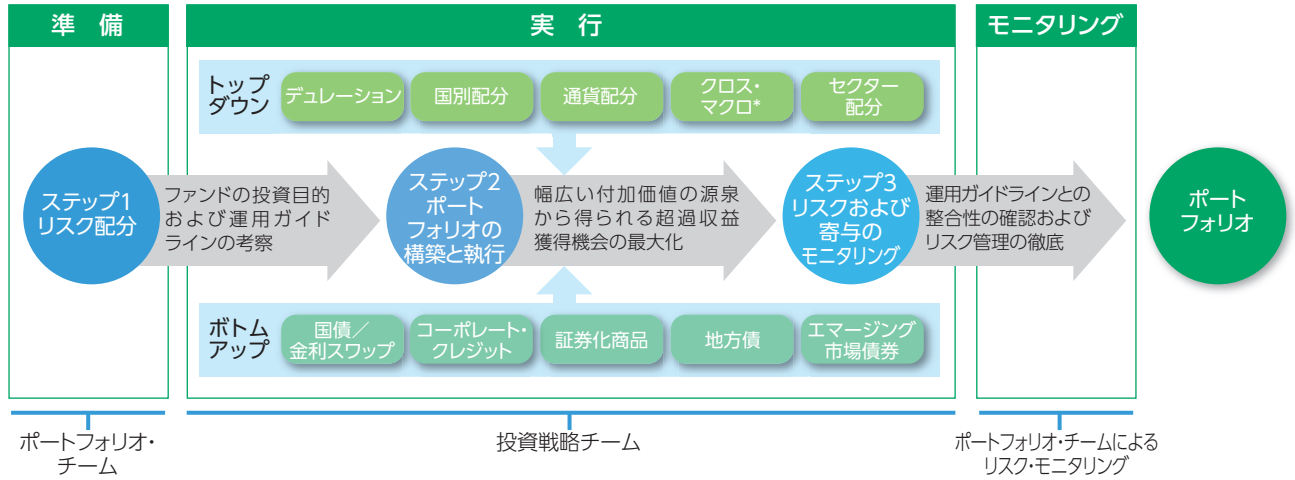 準 備
実 行
モニタリング
トップ
ダウン
デュレーション
国別配分
通貨配分
クロス・
マクロ*
セクター
配分
ステップ1
リスク配分
ファンドの投資目的
および運用ガイド
ラインの考察
ステップ2
ポート
フォリオの
構築と執行
幅広い付加価値の源泉
から得られる超過収益
獲得機会の最大化
ステップ3
リスクおよび
寄与の
モニタリング
運用ガイドラインとの
整合性の確認および
リスク管理の徹底
ポート
フォリオ
ボトム
アップ
国債／
金利スワップ
コーポレート・
クレジット
証券化商品
地方債
エマージング
市場債券
ポートフォリオ・
チーム
投資戦略チーム
ポートフォリオ・チームによる
リスク・モニタリング